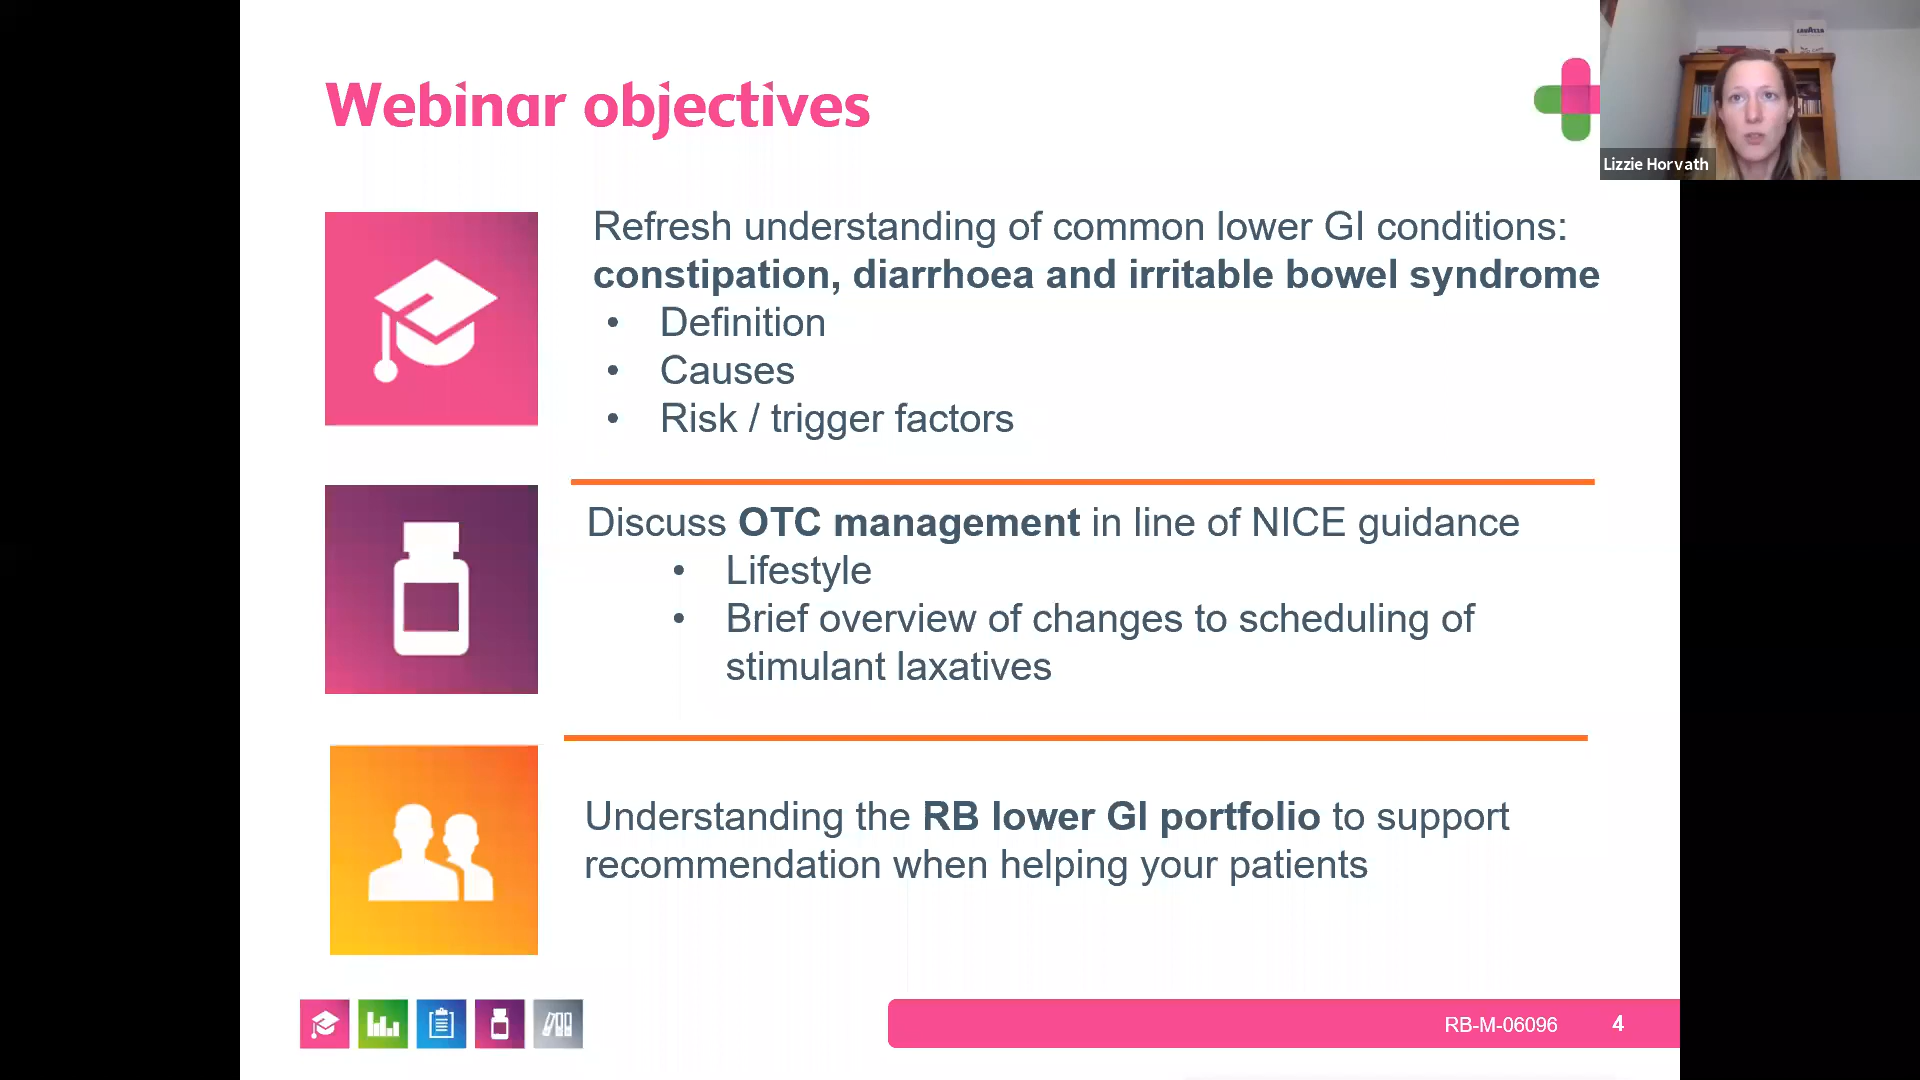 Webinar objectives
LAVAZZA
Lizzie Horvath
Refresh understanding of common lower GI conditions:
constipation, diarrhoea and irritable bowel syndrome
• Definition
• Causes
• Risk / trigger factors
Discuss OTC management in line of NICE guidance
• Lifestyle
• Brief overview of changes to scheduling of
stimulant laxatives
Understanding the RB lower GI portfolio to support
recommendation when helping your patients
RB-M-06096
4